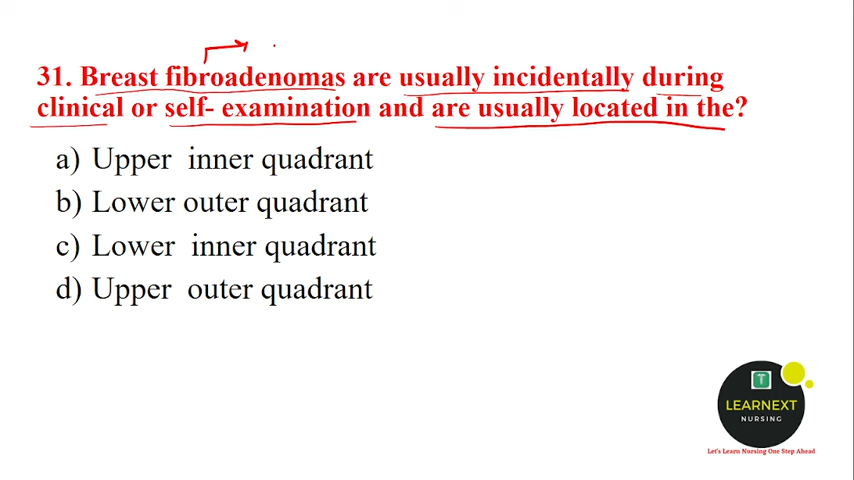 31. Breast fibroadenomas are usually incidentally during
clinical or self- examination and are usually located in the?
a) Upper inner quadrant
b) Lower outer quadrant
c) Lower inner quadrant
d) Upper outer quadrant
LEARNEXT
NURSING
Let's Learn Nursing One Step Ahead